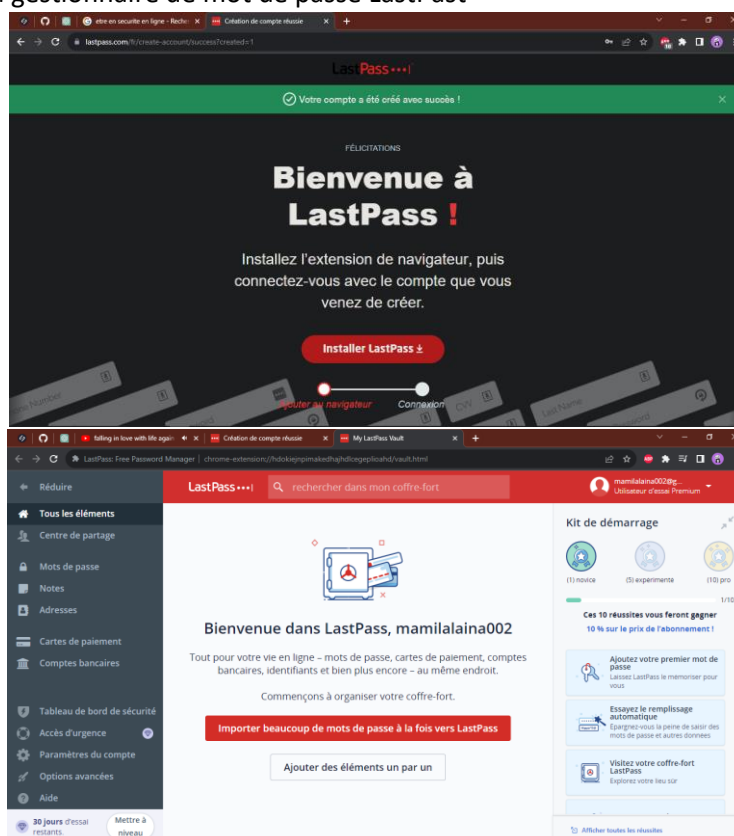 gestionnaire de mot de passe LastPast
etre en securite en ligne - Reche
Création de compte réussie
lastpass.com/fr/create-account/success?created=1
LastPass
Votre compte a été créé avec succès !
FÉLICITATIONS
Bienvenue à
LastPass !
Installez l'extension de navigateur, puis
connectez-vous avec le compte que vous
venez de créer.
Installer LastPass
Ajouter au navigateur
Connexion
Number
CVV
Last Name
falling in love with life again
Création de compte réussie
My LastPass Vault
LastPass: Free Password Manager | chrome-extension://hdokiejnpimakedhajhdlcegeplioahd/vault.html
Réduire
LastPass
rechercher dans mon coffre-fort
mamilalaina002@g...
Utilisateur d'essai Premium
Tous les éléments
Centre de partage
Mots de passe
Notes
Adresses
Cartes de paiement
Comptes bancaires
Tableau de bord de sécurité
Accès d'urgence
Paramètres du compte
Options avancées
Aide
30 jours d'essai
restants.
Mettre à
niveau
Bienvenue dans LastPass, mamilalaina002
Tout pour votre vie en ligne – mots de passe, cartes de paiement, comptes
bancaires, identifiants et bien plus encore – au même endroit.
Commençons à organiser votre coffre-fort.
Importer beaucoup de mots de passe à la fois vers LastPass
Ajouter des éléments un par un
Kit de démarrage
(1) novice
(5) expérimenté
(10) pro
1/10
Ces 10 réussites vous feront gagner
10 % sur le prix de l'abonnement !
Ajoutez votre premier mot de
passe
Laissez LastPass le mémoriser pour
vous
Essayez le remplissage
automatique
Épargnez-vous la peine de saisir des
mots de passe et autres données
Visitez votre coffre-fort
LastPass
Explorez votre lieu sûr
Afficher toutes les réussites